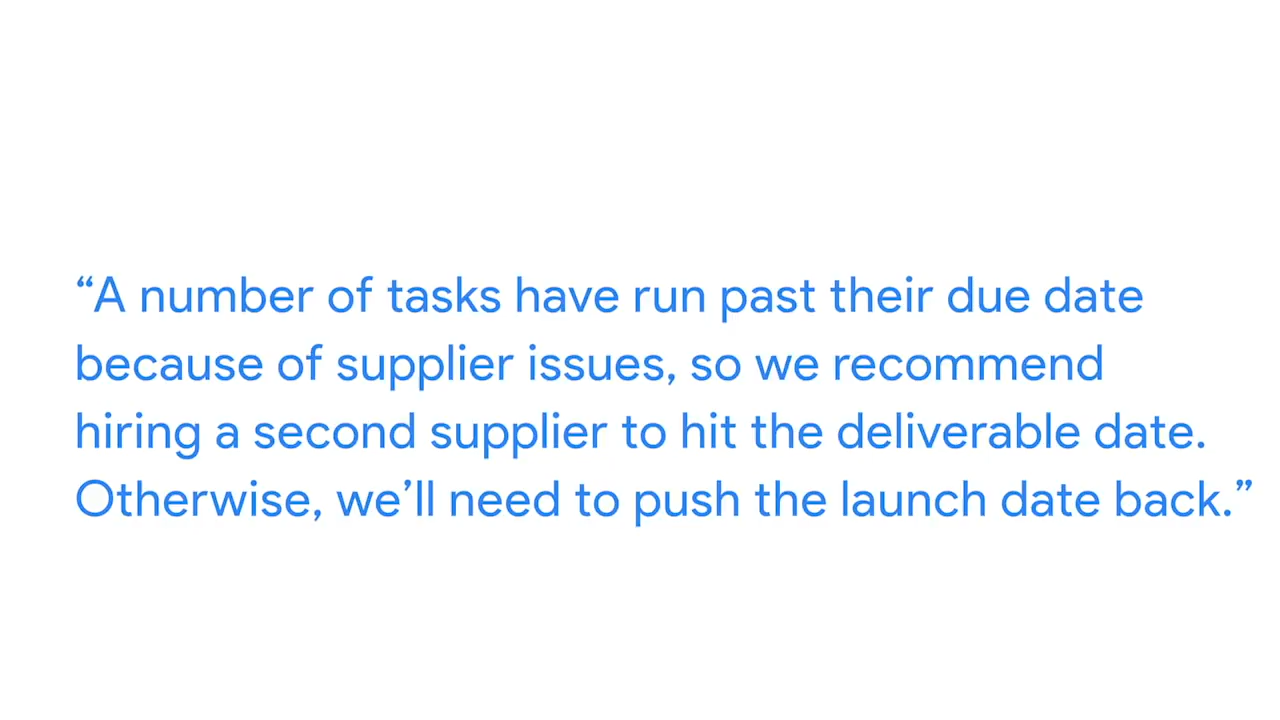 “A number of tasks have run past their due date
because of supplier issues, so we recommend
hiring a second supplier to hit the deliverable date.
Otherwise, we’ll need to push the launch date back.”